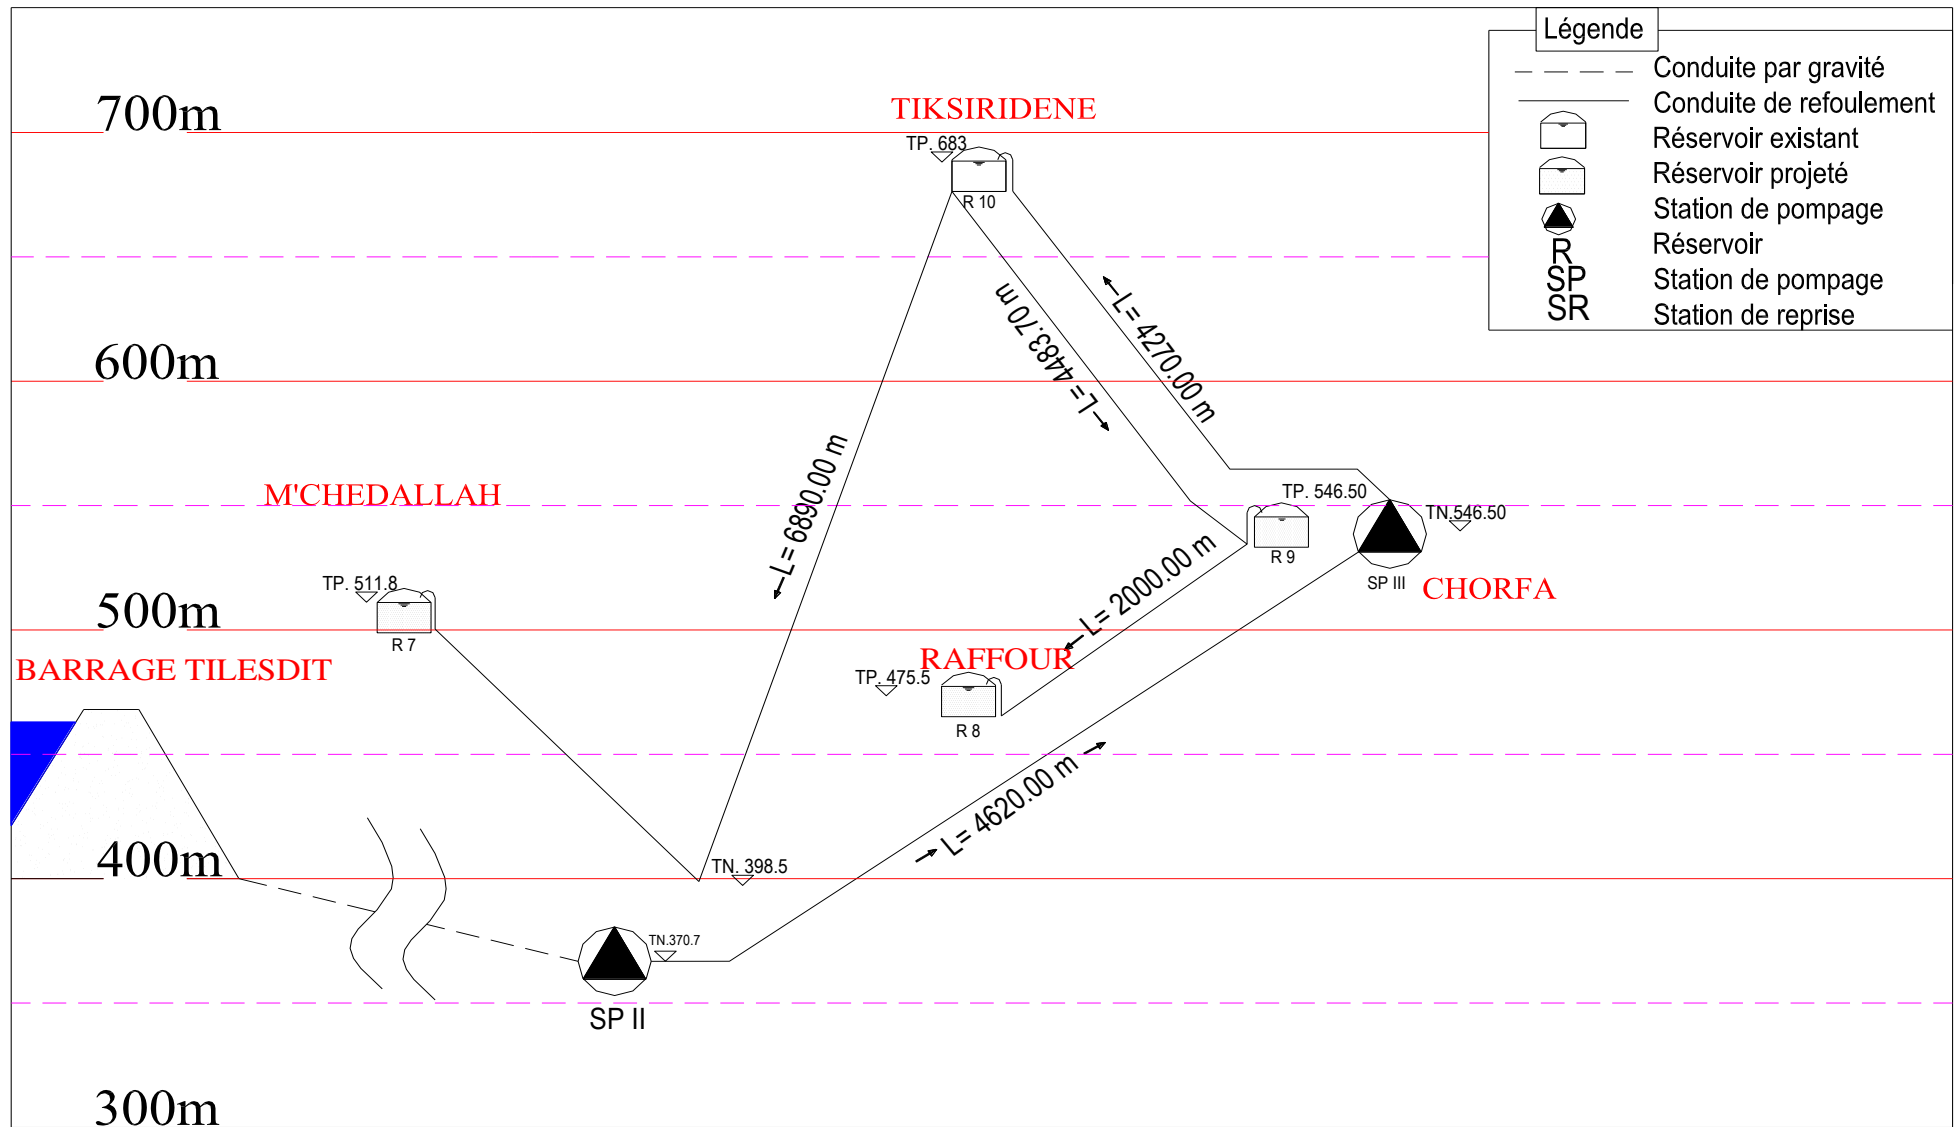 Légende
Conduite par gravité
Conduite de refoulement
Réservoir existant
Réservoir projeté
Station de pompage
R Réservoir
SP Station de pompage
SR Station de reprise
700m
TIKSIRIDENE
TP. 683
R 10
L= 4483.70 m
L= 4270.00 m
600m
L= 6890.00 m
M'CHEDALLAH
TP. 546.50
TN.546.50
R 9
SP III
CHORFA
TP. 511.8
500m
R 7
L= 2000.00 m
BARRAGE TILESDIT
RAFFOUR
TP. 475.5
R 8
L= 4620.00 m
400m
TN. 398.5
TN.370.7
SP II
300m